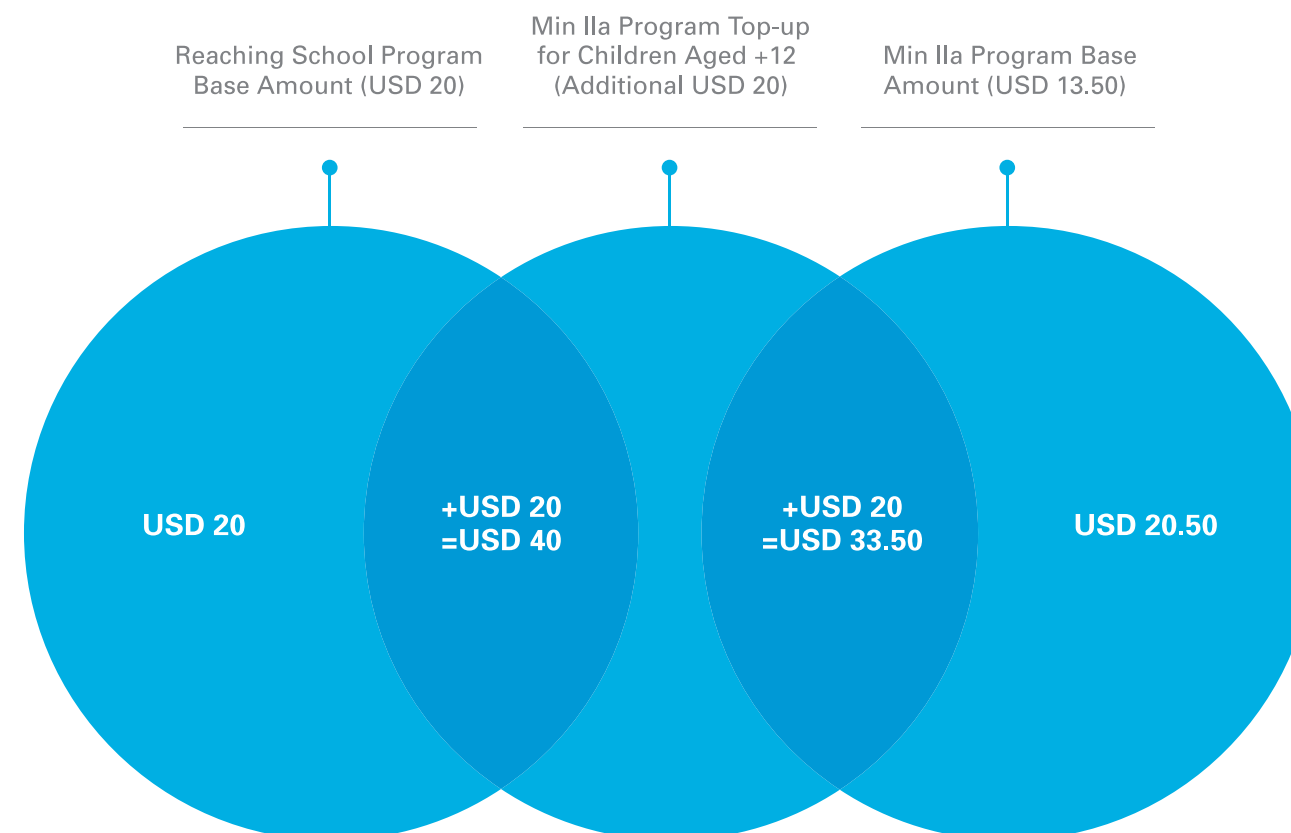 Reaching School Program
Base Amount (USD 20)
Min Ila Program Top-up
for Children Aged +12
(Additional USD 20)
Min Ila Program Base
Amount (USD 13.50)
USD 20
+USD 20
=USD 40
+USD 20
=USD 33.50
USD 20.50